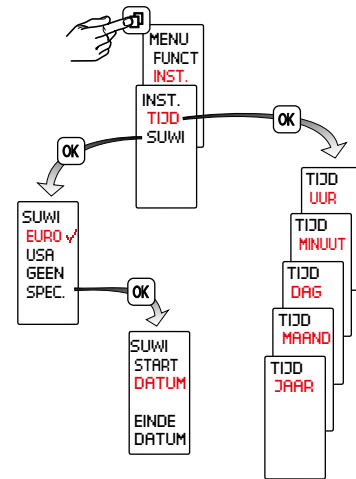 MENU
FUNCT
INST.
INST.
TIJD
SUWI
OK
OK
SUWI
EURO ✓
USA
GEEN
SPEC.
OK
SUWI
START
DATUM
EINDE
DATUM
TIJD
UUR
TIJD
MINUUT
TIJD
DAG
TIJD
MAAND
TIJD
JAAR